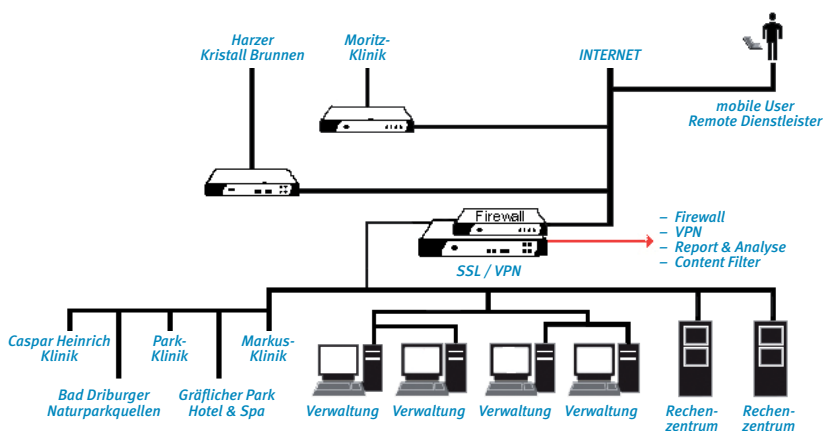 Harzer
Kristall Brunnen
Moritz-
Klinik
INTERNET
mobile User
Remote Dienstleister
Firewall
– Firewall
– VPN
– Report & Analyse
– Content Filter
SSL / VPN
Caspar Heinrich
Klinik
Park-
Klinik
Markus-
Klinik
Bad Driburger
Naturparkquellen
Gräflicher Park
Hotel & Spa
Verwaltung
Verwaltung
Verwaltung
Verwaltung
Rechen-
zentrum
Rechen-
zentrum